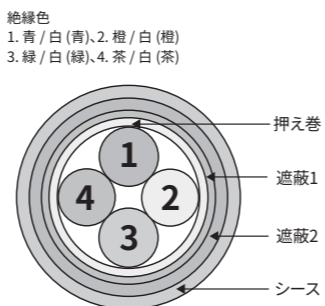 絶縁色
1. 青 / 白 (青)、2. 橙 / 白 (橙)
3. 緑 / 白 (緑)、4. 茶 / 白 (茶)
押え巻
1
遮蔽1
4
2
3
遮蔽2
シース